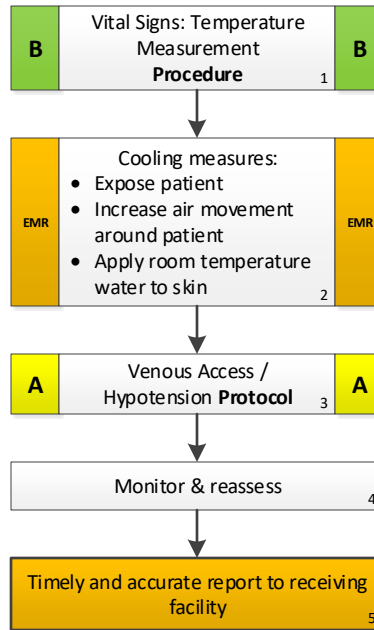 Vital Signs: Temperature
Measurement
B Procedure B
1
Cooling measures:
• Expose patient
• Increase air movement
EMR around patient EMR
• Apply room temperature
water to skin
2
Venous Access /
A Hypotension Protocol A
3
Monitor & reassess
4
Timely and accurate report to receiving
facility
5